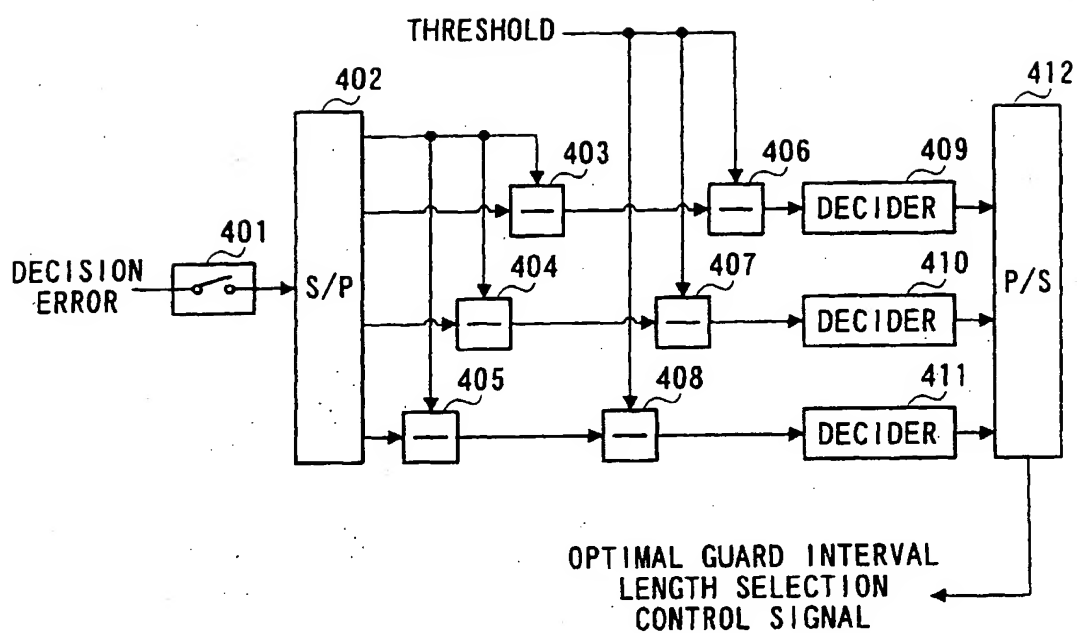 THRESHOLD
402
412
403
406
409
DECIDER
401
DECISION
ERROR
S/P
404
407
410
DECIDER
P/S
405
408
411
DECIDER
OPTIMAL GUARD INTERVAL
LENGTH SELECTION
CONTROL SIGNAL